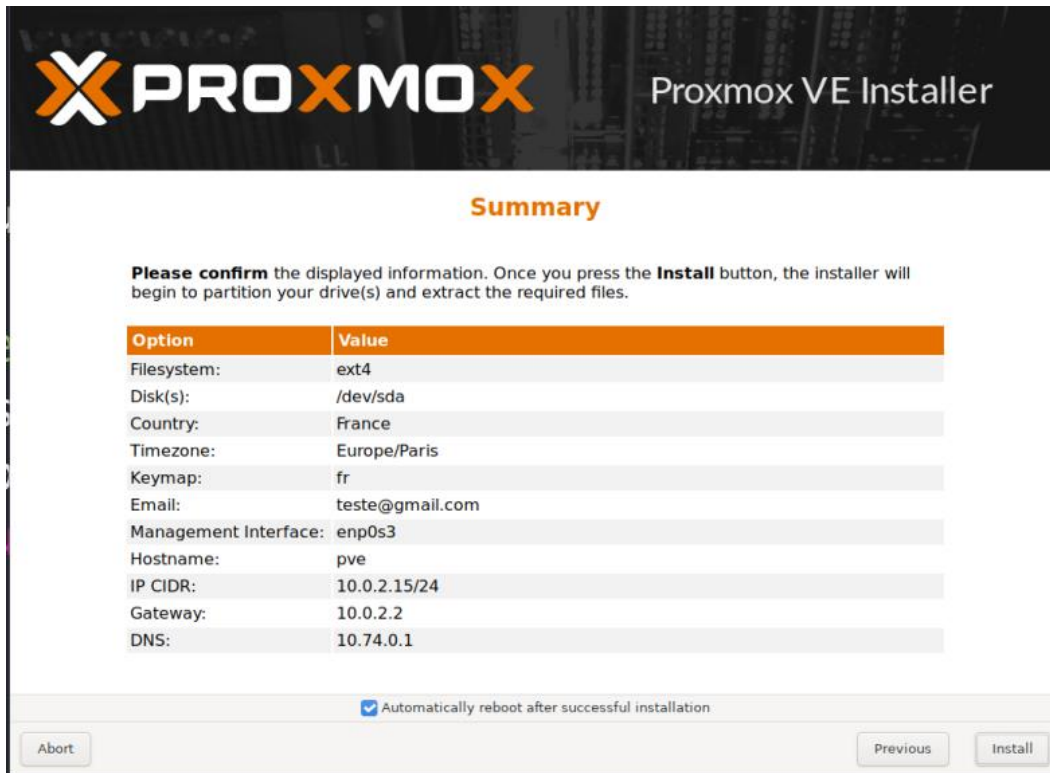 PROXMOX
Proxmox VE Installer
Summary
Please confirm the displayed information. Once you press the Install button, the installer will
begin to partition your drive(s) and extract the required files.
Option Value
Filesystem: ext4
Disk(s): /dev/sda
Country: France
Timezone: Europe/Paris
Keymap: fr
Email: teste@gmail.com
Management Interface: enp0s3
Hostname: pve
IP CIDR: 10.0.2.15/24
Gateway: 10.0.2.2
DNS: 10.74.0.1
Automatically reboot after successful installation
Abort Previous Install